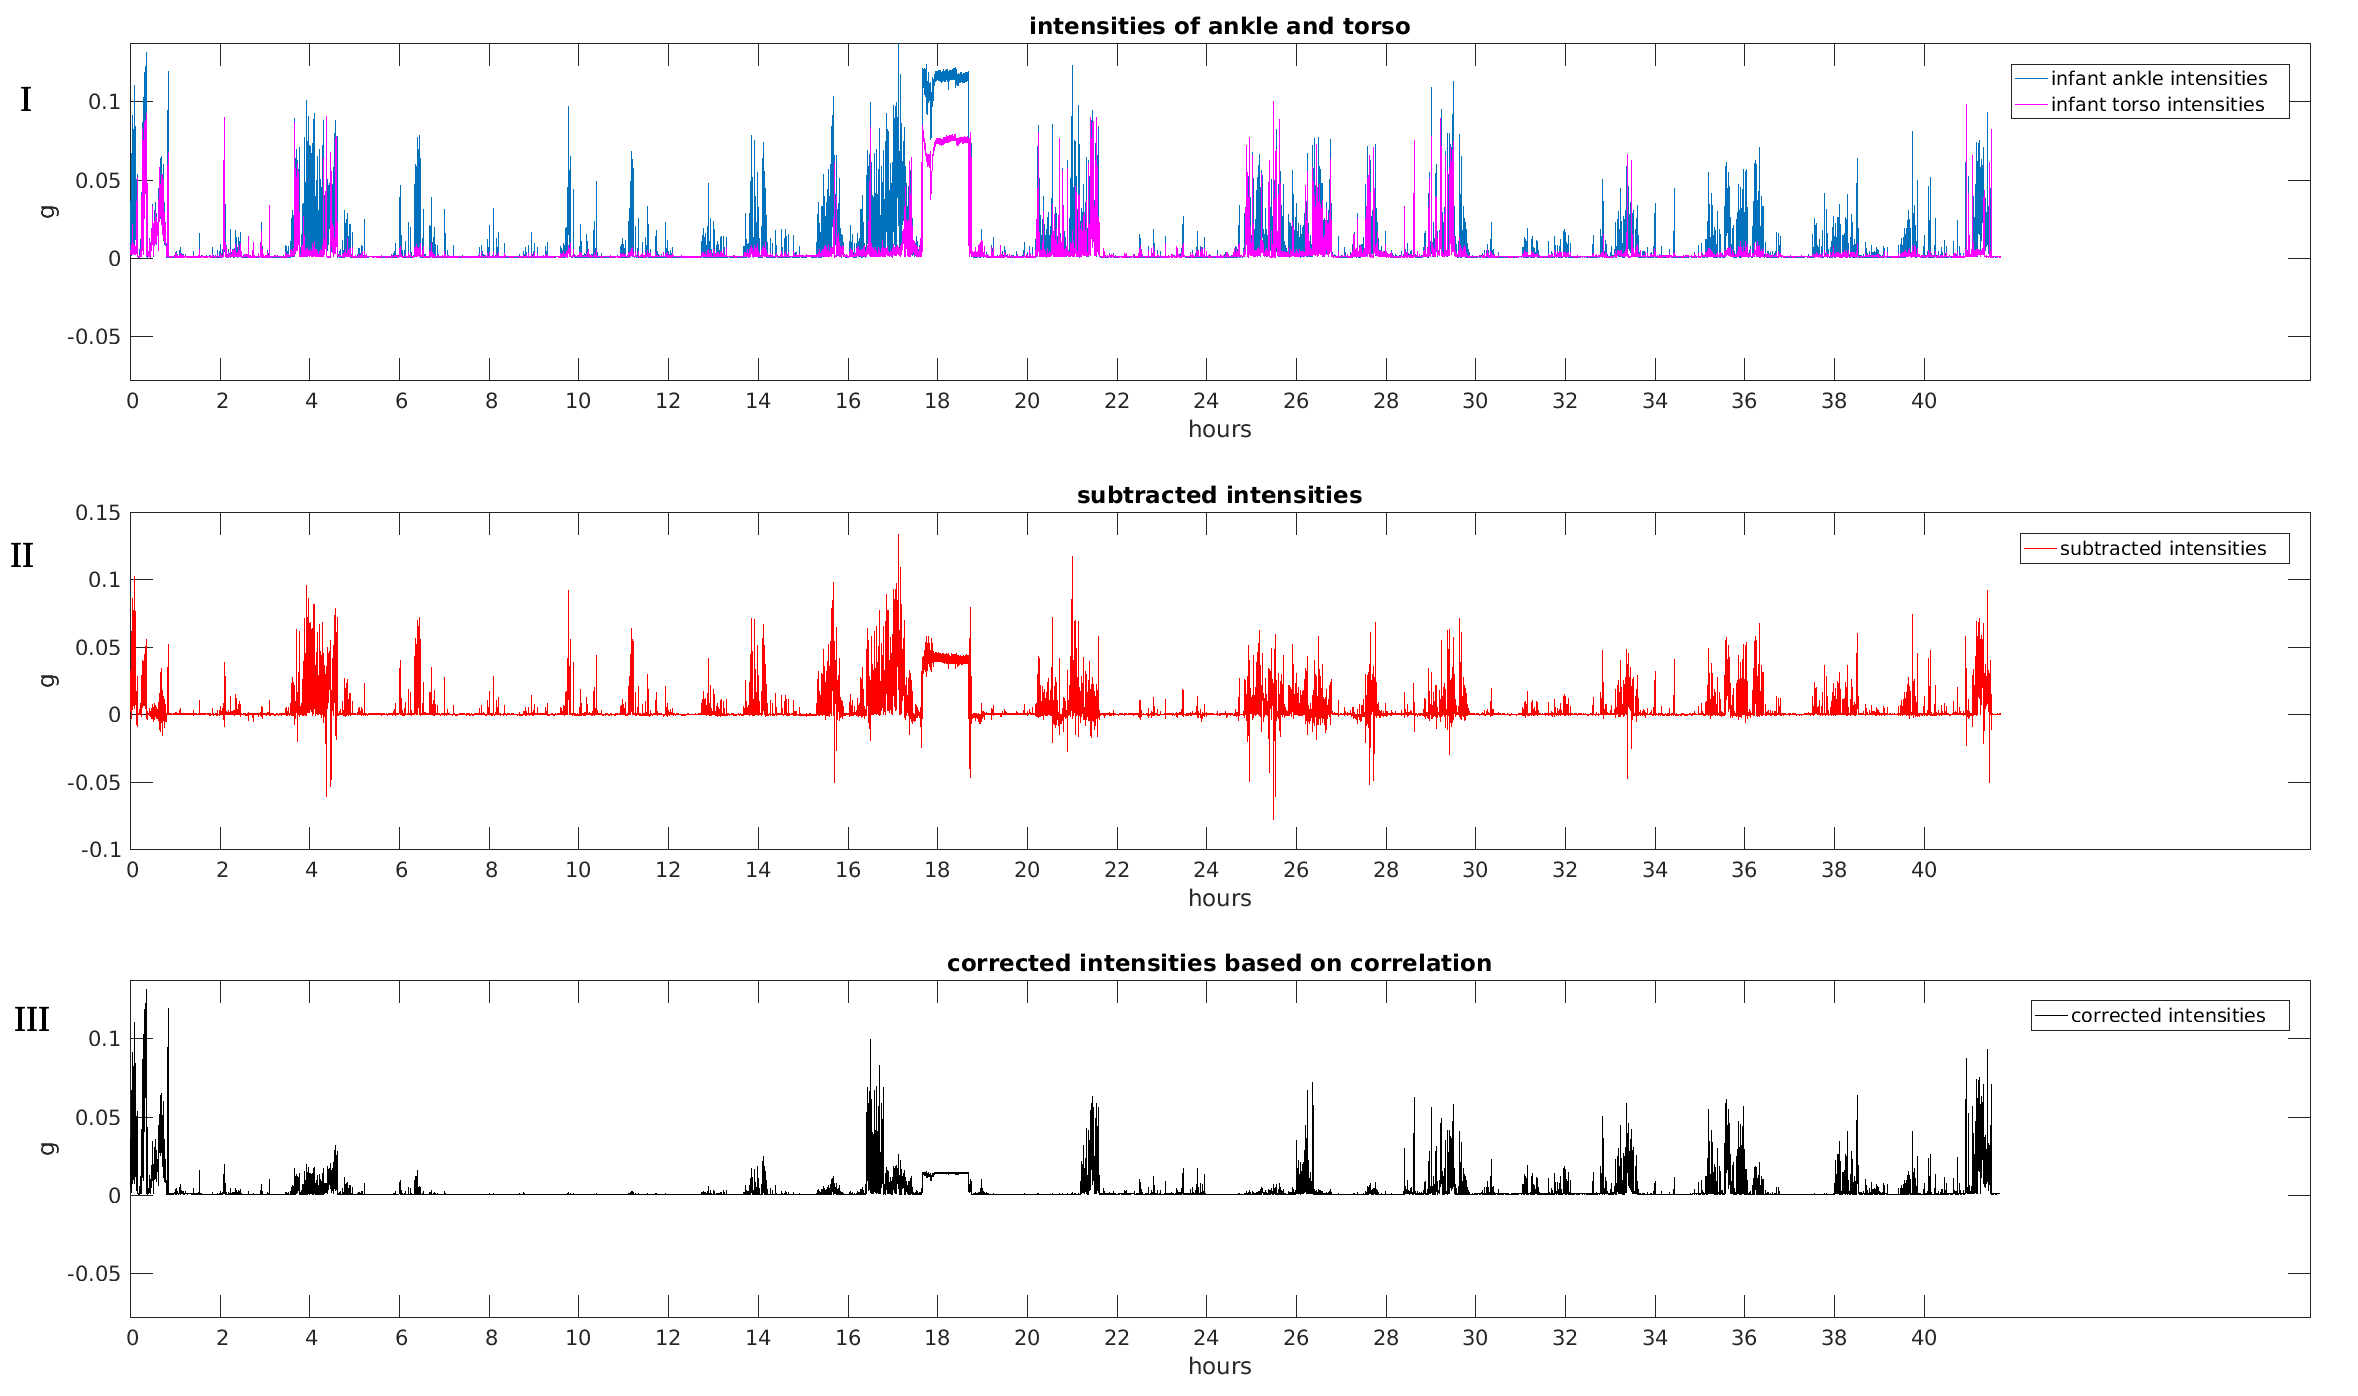 intensities of ankle and torso
I
infant ankle intensities
infant torso intensities
0.1
0.05
0
-0.05
g
0 2 4 6 8 10 12 14 16 18 20 22 24 26 28 30 32 34 36 38 40
hours
subtracted intensities
II
subtracted intensities
0.15
0.1
0.05
0
-0.05
-0.1
g
0 2 4 6 8 10 12 14 16 18 20 22 24 26 28 30 32 34 36 38 40
hours
corrected intensities based on correlation
III
corrected intensities
0.1
0.05
0
-0.05
g
0 2 4 6 8 10 12 14 16 18 20 22 24 26 28 30 32 34 36 38 40
hours